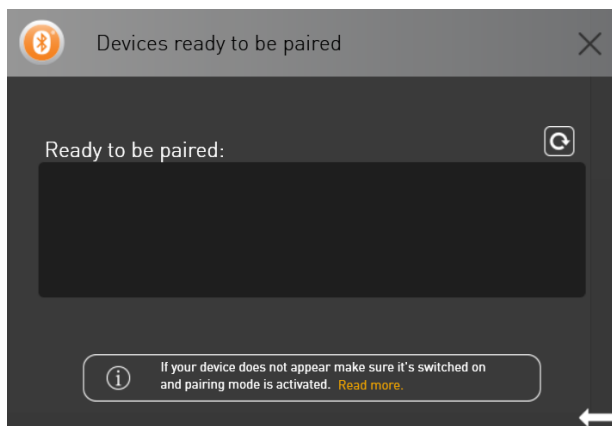 Devices ready to be paired
Ready to be paired:
If your device does not appear make sure it's switched on
and pairing mode is activated. Read more.